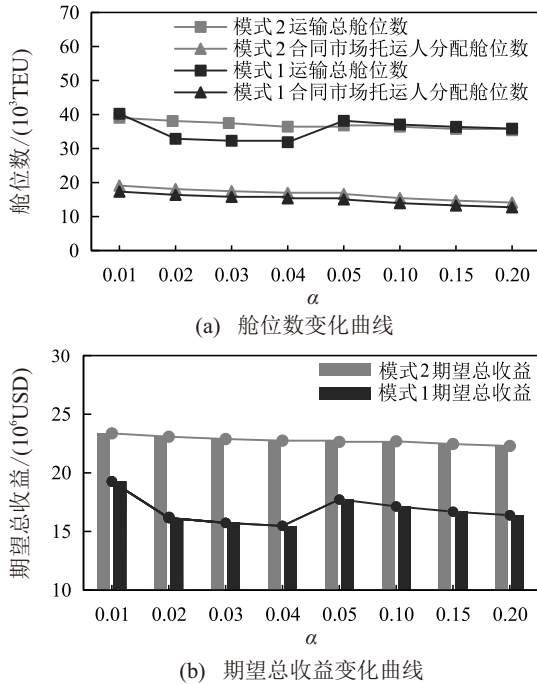 70
60
50
40
30
20
10
0
舱位数/(10³TEU)
模式2运输总舱位数
模式2合同市场托运人分配舱位数
模式1运输总舱位数
模式1合同市场托运人分配舱位数
0.01 0.02 0.03 0.04 0.05 0.10 0.15 0.20
α
(a) 舱位数变化曲线
30
25
20
15
10
期望总收益/(10⁶USD)
模式2期望总收益
模式1期望总收益
0.01 0.02 0.03 0.04 0.05 0.10 0.15 0.20
α
(b) 期望总收益变化曲线